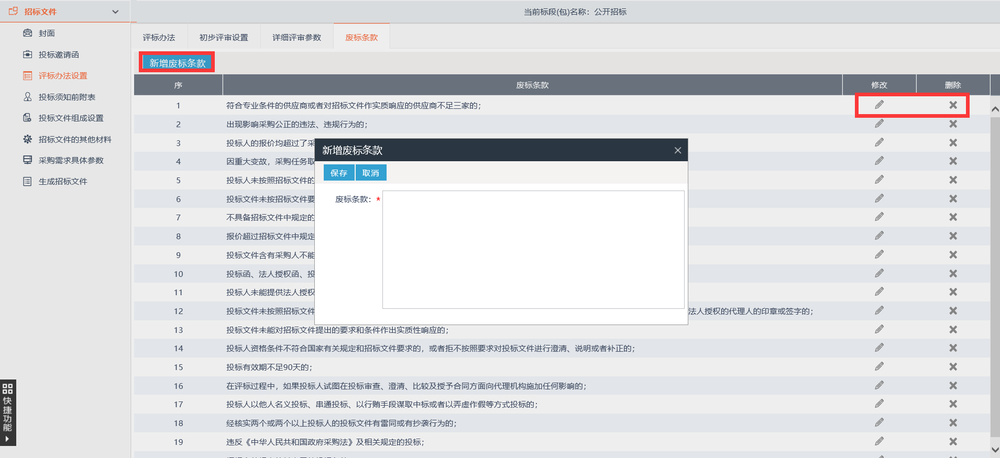 招标文件
当前标段(包)名称：公开招标
封面
投标邀请函
评标办法设置
投标须知前附表
投标文件组成设置
招标文件的其他材料
采购需求具体参数
生成招标文件
快捷功能
评标办法 初步评审设置 详细评审参数 废标条款
新增废标条款
序 废标条款 修改 删除
1 符合专业条件的供应商或者对招标文件作实质响应的供应商不足三家的；
2 出现影响采购公正的违法、违规行为的；
3 投标人的报价均超过了采
4 因重大变故，采购任务取
5 投标人未按照招标文件的
6 投标文件未按招标文件要
7 不具备招标文件中规定的
8 报价超过招标文件中规定
9 投标文件含有采购人不能
10 投标函、法人授权函、投
11 投标人未能提供法人授权
12 投标文件未按照招标文件 法人授权的代理人的印章或签字的；
13 投标文件未能对招标文件提出的要求和条件作出实质性响应的；
14 投标人资格条件不符合国家有关规定和招标文件要求的，或者拒不按照要求对投标文件进行澄清、说明或者补正的；
15 投标有效期不足90天的；
16 在评标过程中，如果投标人试图在投标审查、澄清、比较及授予合同方面向代理机构施加任何影响的；
17 投标人以他人名义投标、串通投标、以行贿手段谋取中标或者以弄虚作假等方式投标的；
18 经核实两个或两个以上投标人的投标文件有雷同或有抄袭行为的；
19 违反《中华人民共和国政府采购法》及相关规定的投标；
新增废标条款
保存 取消
废标条款：*